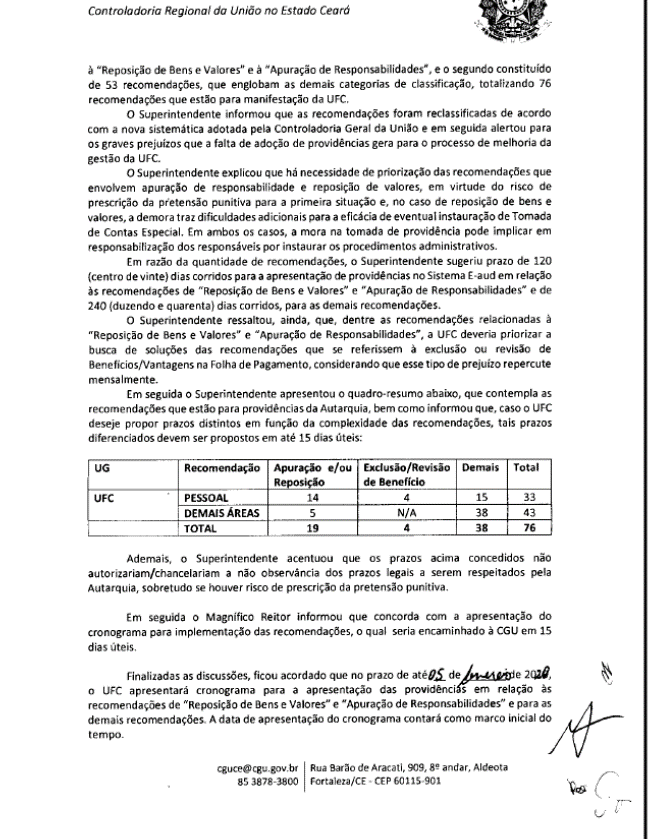 Controladoria Regional da União no Estado Ceará
à "Reposição de Bens e Valores" e à "Apuração de Responsabilidades", e o segundo constituído
de 53 recomendações, que englobam as demais categorias de classificação, totalizando 76
recomendações que estão para manifestação da UFC.
O Superintendente informou que as recomendações foram reclassificadas de acordo
com a nova sistemática adotada pela Controladoria Geral da União e em seguida alertou para
os graves prejuízos que a falta de adoção de providências gera para o processo de melhoria da
gestão da UFC.
O Superintendente explicou que há necessidade de priorização das recomendações que
envolvem apuração de responsabilidade e reposição de valores, em virtude do risco de
prescrição da pretensão punitiva para a primeira situação e, no caso de reposição de bens e
valores, a demora traz dificuldades adicionais para a eficácia de eventual instauração de Tomada
de Contas Especial. Em ambos os casos, a mora na tomada de providência pode implicar em
responsabilização dos responsáveis por instaurar os procedimentos administrativos.
Em razão da quantidade de recomendações, o Superintendente sugeriu prazo de 120
(cento de vinte) dias corridos para a apresentação de providências no Sistema E-aud em relação
às recomendações de "Reposição de Bens e Valores" e "Apuração de Responsabilidades" e de
240 (duzendo e quarenta) dias corridos, para as demais recomendações.
O Superintendente ressaltou, ainda, que, dentre as recomendações relacionadas à
"Reposição de Bens e Valores" e "Apuração de Responsabilidades", a UFC deveria priorizar a
busca de soluções das recomendações que se referissem à exclusão ou revisão de
Benefícios/Vantagens na Folha de Pagamento, considerando que esse tipo de prejuízo repercute
mensalmente.
Em seguida o Superintendente apresentou o quadro-resumo abaixo, que contempla as
recomendações que estão para providências da Autarquia, bem como informou que, caso o UFC
deseje propor prazos distintos em função da complexidade das recomendações, tais prazos
diferenciados devem ser propostos em até 15 dias úteis:
UG Recomendação Apuração e/ou Reposição Exclusão/Revisão de Benefício Demais Total
UFC PESSOAL 14 4 15 33
DEMAIS ÁREAS 5 N/A 38 43
TOTAL 19 4 38 76
Ademais, o Superintendente acentuou que os prazos acima concedidos não
autorizariam/chancelariam a não observância dos prazos legais a serem respeitados pela
Autarquia, sobretudo se houver risco de prescrição da pretensão punitiva.
Em seguida o Magnífico Reitor informou que concorda com a apresentação do
cronograma para implementação das recomendações, o qual seria encaminhado à CGU em 15
dias úteis.
Finalizadas as discussões, ficou acordado que no prazo de até 05 de de 2020,
o UFC apresentará cronograma para a apresentação das providências em relação às
recomendações de "Reposição de Bens e Valores" e "Apuração de Responsabilidades" e para as
demais recomendações. A data de apresentação do cronograma contará como marco inicial do
tempo.
cguce@cgu.gov.br | Rua Barão de Aracati, 909, 8º andar, Aldeota
85 3878-3800 | Fortaleza/CE - CEP 60115-901